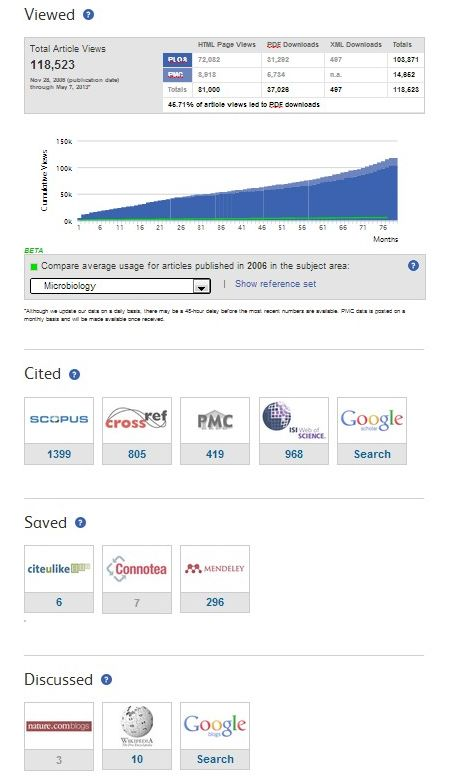 Viewed ?
Total Article Views
118,523
Nov 28, 2006 (publication date)
through May 7, 2013*
HTML Page Views PDF Downloads XML Downloads Totals
PLOS 72,082 31,292 497 103,871
PMC 8,918 5,734 n.a. 14,652
Totals 81,000 37,026 497 118,523
45.71% of article views led to PDF downloads
Cumulative Views
150k
100k
50k
0k
1 6 11 16 21 26 31 36 41 46 51 56 61 66 71 76
Months
BETA
Compare average usage for articles published in 2006 in the subject area: ?
Microbiology | Show reference set
*Although we update our data on a daily basis, there may be a 48-hour delay before the most recent numbers are available. PMC data is posted on a
monthly basis and will be made available once received.
Cited ?
SCOPUS
1399
crossref
805
PMC
419
ISI Web of SCIENCE.
968
Google scholar
Search
Saved ?
citeulike
6
Connotea
7
MENDELEY
296
Discussed ?
nature.com blogs
3
WIKIPEDIA
The Free Encyclopedia
10
Google blogs
Search